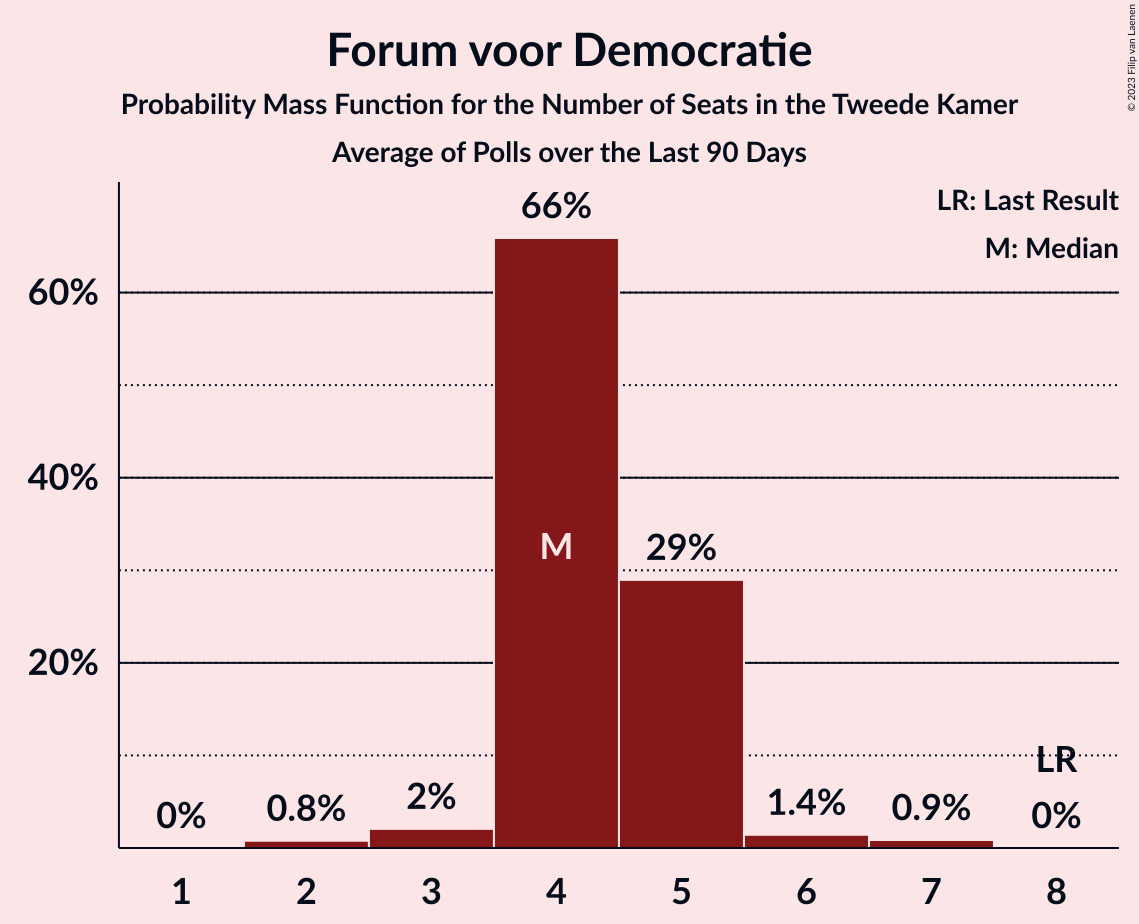 Forum voor Democratie
Probability Mass Function for the Number of Seats in the Tweede Kamer
Average of Polls over the Last 90 Days
© 2023 Filip van Laenen
LR: Last Result
M: Median
66%
60%
40%
M
29%
20%
LR
0%
0.8%
2%
1.4%
0.9%
0%
1 2 3 4 5 6 7 8